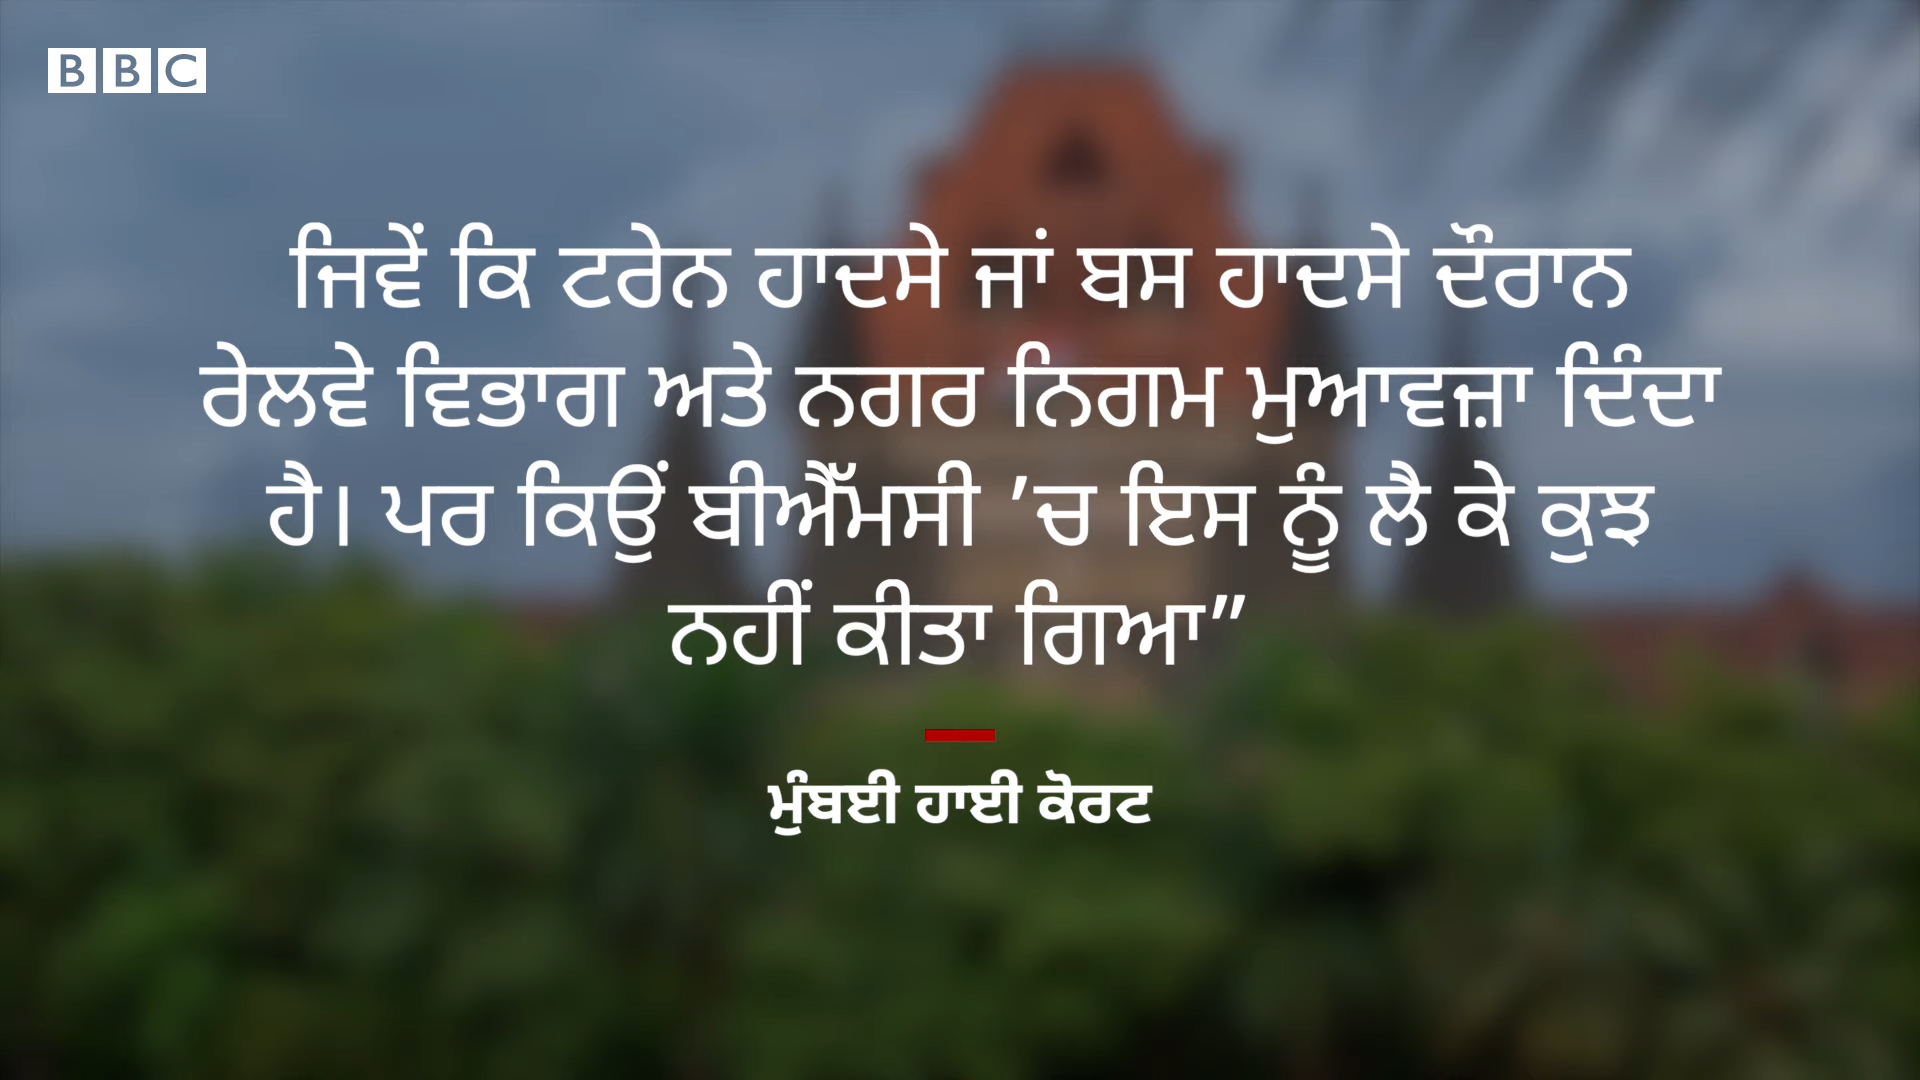 BBC
ਜਿਵੇਂ ਕਿ ਟਰੇਨ ਹਾਦਸੇ ਜਾਂ ਬਸ ਹਾਦਸੇ ਦੌਰਾਨ
ਰੇਲਵੇ ਵਿਭਾਗ ਅਤੇ ਨਗਰ ਨਿਗਮ ਮੁਆਵਜ਼ਾ ਦਿੰਦਾ
ਹੈ। ਪਰ ਕਿਉਂ ਬੀਐੱਮਸੀ ’ਚ ਇਸ ਨੂੰ ਲੈ ਕੇ ਕੁਝ
ਨਹੀਂ ਕੀਤਾ ਗਿਆ”
ਮੁੰਬਈ ਹਾਈ ਕੋਰਟ